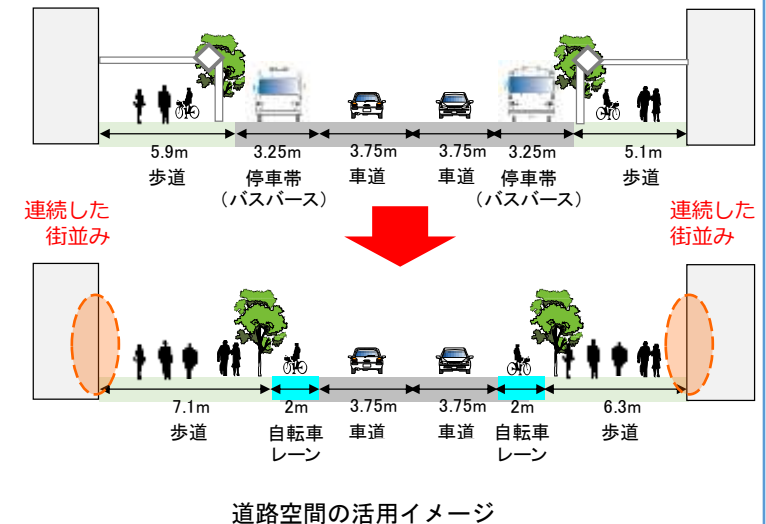 5.9m
歩道
3.25m
停車帯
（バスバース）
3.75m
車道
3.75m
車道
3.25m
停車帯
（バスバース）
5.1m
歩道
連続した
街並み
連続した
街並み
7.1m
歩道
2m
自転車
レーン
3.75m
車道
3.75m
車道
2m
自転車
レーン
6.3m
歩道
道路空間の活用イメージ